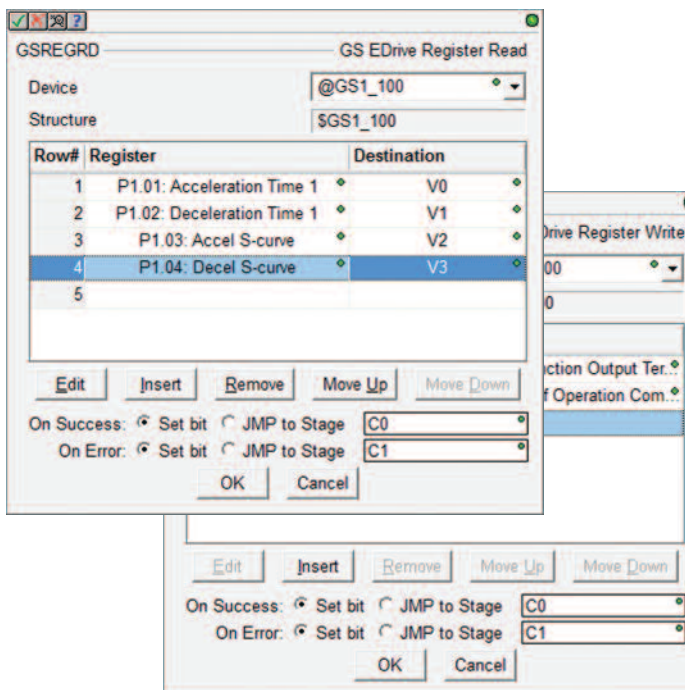 GSREGRD GS EDrive Register Read
Device @GS1_100
Structure $GS1_100
Row# Register Destination
1 P1.01: Acceleration Time 1 V0
2 P1.02: Deceleration Time 1 V1
3 P1.03: Accel S-curve V2
4 P1.04: Decel S-curve V3
5
Edit Insert Remove Move Up Move Down
On Success: Set bit JMP to Stage C0
On Error: Set bit JMP to Stage C1
OK Cancel
Drive Register Write
00
0
ction Output Ter..
f Operation Com...
Edit Insert Remove Move Up Move Down
On Success: Set bit JMP to Stage C0
On Error: Set bit JMP to Stage C1
OK Cancel